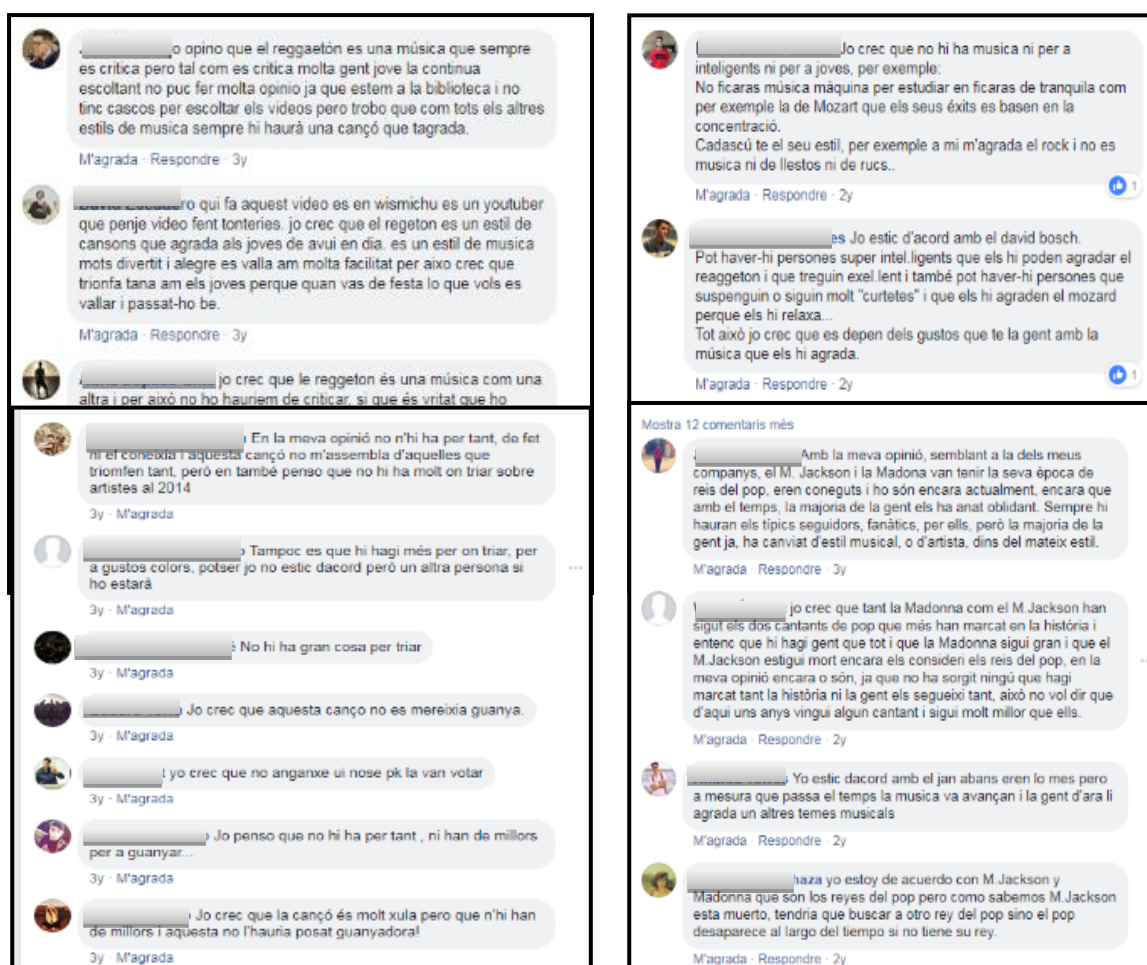 o opino que el reggaetón es una música que sempre
es critica pero tal com es critica molta gent jove la continua
escoltant no puc fer molta opinio ja que estem a la biblioteca i no
tinc cascos per escoltar els videos pero trobo que com tots els altres
estils de musica sempre hi haurà una cançó que tagrada.
M'agrada · Respondre · 3y
ro qui fa aquest video es en wismichu es un youtuber
que penje video fent tonteries. jo crec que el regeton es un estil de
cansons que agrada als joves de avui en dia. es un estil de musica
mots divertit i alegre es valla am molta facilitat per aixo crec que
trionfa tana am els joves perque quan vas de festa lo que vols es
vallar i passat-ho be.
M'agrada · Respondre · 3y
jo crec que le reggeton és una música com una
altra i per això no ho hauriem de criticar, si que és vritat que ho
En la meva opinió no n'hi ha per tant, de fet
ni el coneixia i aquesta cançó no m'assembla d'aquelles que
triomfen tant, peró en també penso que no hi ha molt on triar sobre
artistes al 2014
3y · M'agrada
Tampoc es que hi hagi més per on triar, per
a gustos colors, potser jo no estic dacord peró un altra persona si
ho estarà
3y · M'agrada
No hi ha gran cosa per triar
3y · M'agrada
Jo crec que aquesta canço no es mereixia guanya.
3y · M'agrada
yo crec que no anganxe ui nose pk la van votar
3y · M'agrada
Jo penso que no hi ha per tant , ni han de millors
per a guanyar...
3y · M'agrada
Jo crec que la cançó és molt xula pero que n'hi han
de millors i aquesta no l'hauria posat guanyadora!
3y · M'agrada
Jo crec que no hi ha musica ni per a
inteligents ni per a joves, per exemple:
No ficaras música màquina per estudiar en ficaras de tranquila com
per exemple la de Mozart que els seus éxits es basen en la
concentració.
Cadascú te el seu estil, per exemple a mi m'agrada el rock i no es
musica ni de llestos ni de rucs..
M'agrada · Respondre · 2y
1
es Jo estic d'acord amb el david bosch.
Pot haver-hi persones super intel.ligents que els hi poden agradar el
reaggeton i que treguin exel.lent i també pot haver-hi persones que
suspenguin o siguin molt "curtetes" i que els hi agraden el mozard
perque els hi relaxa...
Tot això jo crec que es depen dels gustos que te la gent amb la
música que els hi agrada.
M'agrada · Respondre · 2y
1
Mostra 12 comentaris més
Amb la meva opinió, semblant a la dels meus
companys, el M. Jackson i la Madona van tenir la seva època de
reis del pop, eren coneguts i ho són encara actualment, encara que
amb el temps, la majoria de la gent els ha anat oblidant. Sempre hi
hauran els típics seguidors, fanàtics, per ells, però la majoria de la
gent ja, ha canviat d'estil musical, o d'artista, dins del mateix estil.
M'agrada · Respondre · 3y
jo crec que tant la Madonna com el M.Jackson han
sigut els dos cantants de pop que més han marcat en la història i
entenc que hi hagi gent que tot i que la Madonna sigui gran i que el
M.Jackson estigui mort encara els consideri els reis del pop, en la
meva opinió encara o són, ja que no ha sorgit ningú que hagi
marcat tant la història ni la gent els segueixi tant, això no vol dir que
d'aqui uns anys vingui algun cantant i sigui molt millor que ells.
M'agrada · Respondre · 2y
Yo estic dacord amb el jan abans eren lo mes pero
a mesura que passa el temps la musica va avançan i la gent d'ara li
agrada un altres temes musicals
M'agrada · Respondre · 2y
haza yo estoy de acuerdo con M.Jackson y
Madonna que son los reyes del pop pero como sabemos M.Jackson
esta muerto, tendria que buscar a otro rey del pop sino el pop
desaparece al largo del tiempo si no tiene su rey.
M'agrada · Respondre · 2y